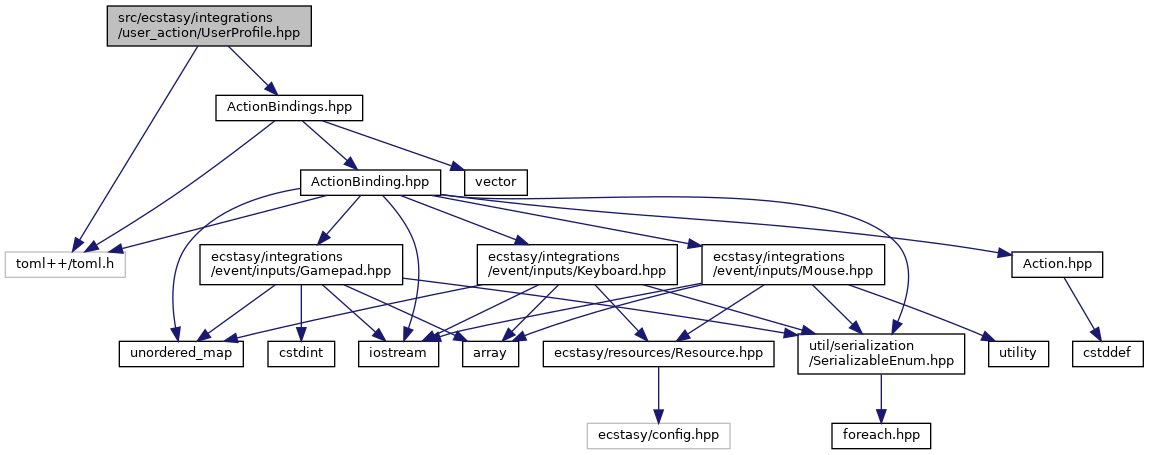 src/ecstasy/integrations
/user_action/UserProfile.hpp
ActionBindings.hpp
ActionBinding.hpp
vector
toml++/toml.h
ecstasy/integrations
/event/inputs/Gamepad.hpp
ecstasy/integrations
/event/inputs/Keyboard.hpp
ecstasy/integrations
/event/inputs/Mouse.hpp
Action.hpp
unordered_map
cstdint
iostream
array
ecstasy/resources/Resource.hpp
util/serialization
/SerializableEnum.hpp
utility
cstddef
ecstasy/config.hpp
foreach.hpp